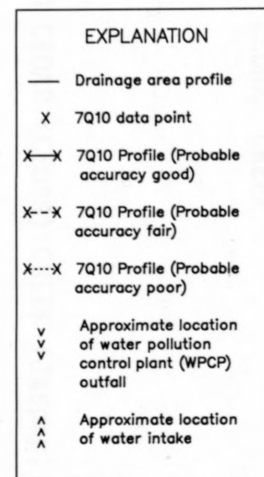 EXPLANATION
Drainage area profile
X 7Q10 data point
X—X 7Q10 Profile (Probable
accuracy good)
X--X 7Q10 Profile (Probable
accuracy fair)
X····X 7Q10 Profile (Probable
accuracy poor)
Approximate location
of water pollution
control plant (WPCP)
outfall
Approximate location
of water intake